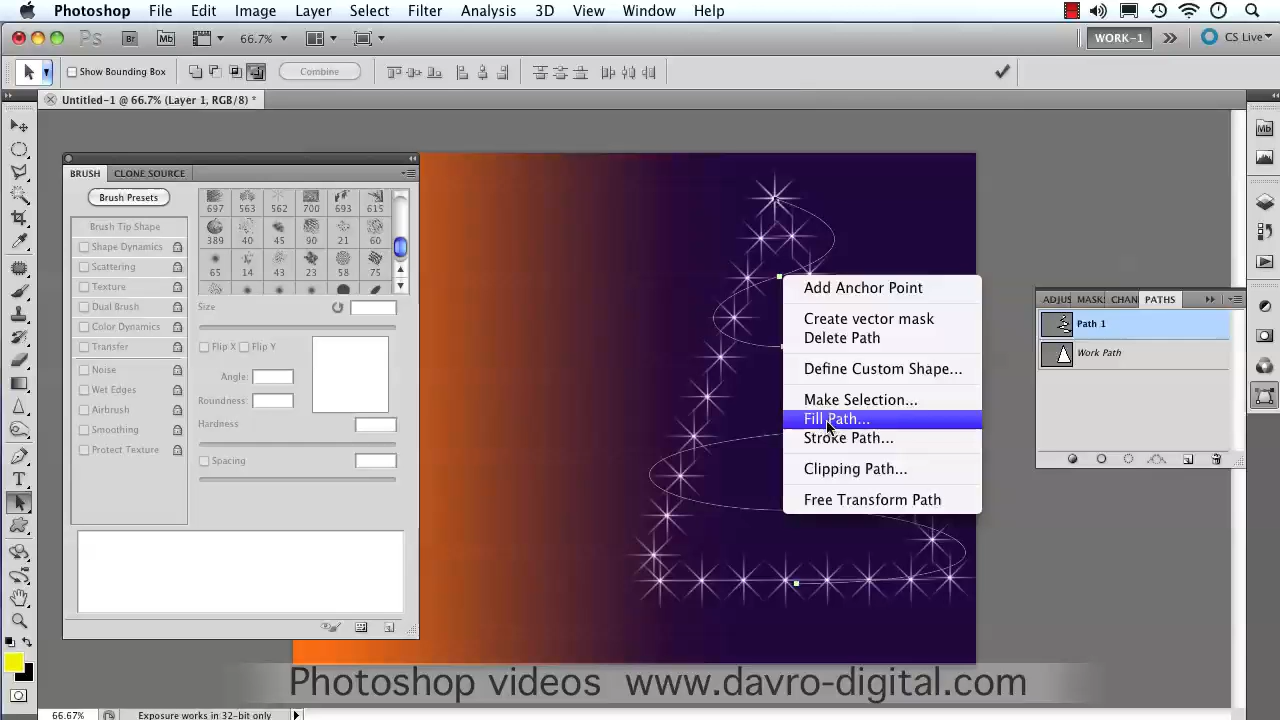 Photoshop File Edit Image Layer Select Filter Analysis 3D View Window Help
Ps Br Mb 66.7% WORK-1 CS Live
Show Bounding Box Combine
Untitled-1 @ 66.7% (Layer 1, RGB/8) *
BRUSH CLONE SOURCE
Brush Presets
697 563 562 700 693 615
389 40 45 90 21 60
65 14 43 23 58 75
Brush Tip Shape
Shape Dynamics
Scattering
Texture
Dual Brush
Color Dynamics
Transfer
Noise
Wet Edges
Airbrush
Smoothing
Protect Texture
Size
Flip X Flip Y
Angle:
Roundness:
Hardness
Spacing
Add Anchor Point
Create vector mask
Delete Path
Define Custom Shape...
Make Selection...
Fill Path...
Stroke Path...
Clipping Path...
Free Transform Path
Mb
ADJUS MASK: CHAN PATHS
Path 1
Work Path
T
Photoshop videos www.davro-digital.com
66.67% Exposure works in 32-bit only